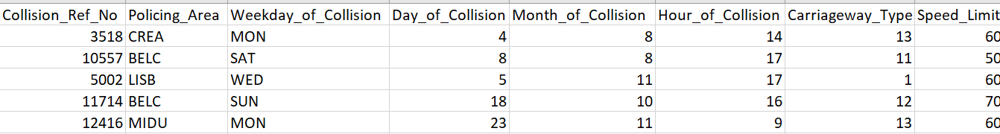 Collision_Ref_No Policing_Area Weekday_of_Collision Day_of_Collision Month_of_Collision Hour_of_Collision Carriageway_Type Speed_Limit
3518 CREA MON 4 8 14 13 60
10557 BELC SAT 8 8 17 11 50
5002 LISB WED 5 11 17 1 60
11714 BELC SUN 18 10 16 12 70
12416 MIDU MON 23 11 9 13 60